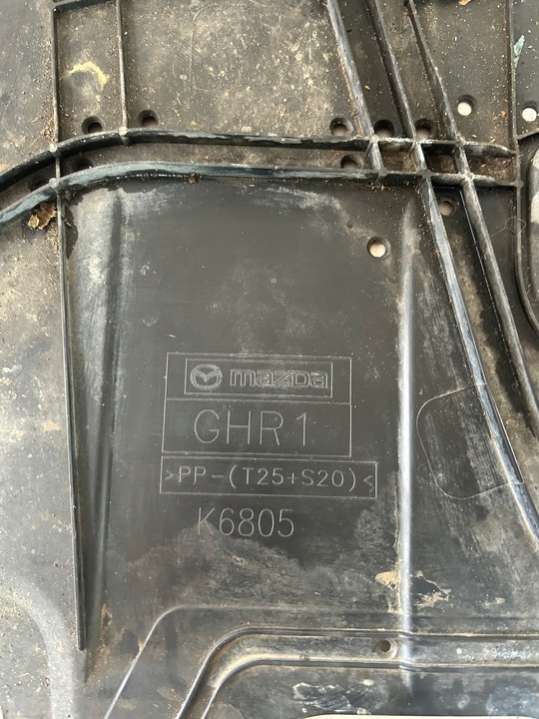 mazda
GHR1
>PP-(T25+S20)<
K6805